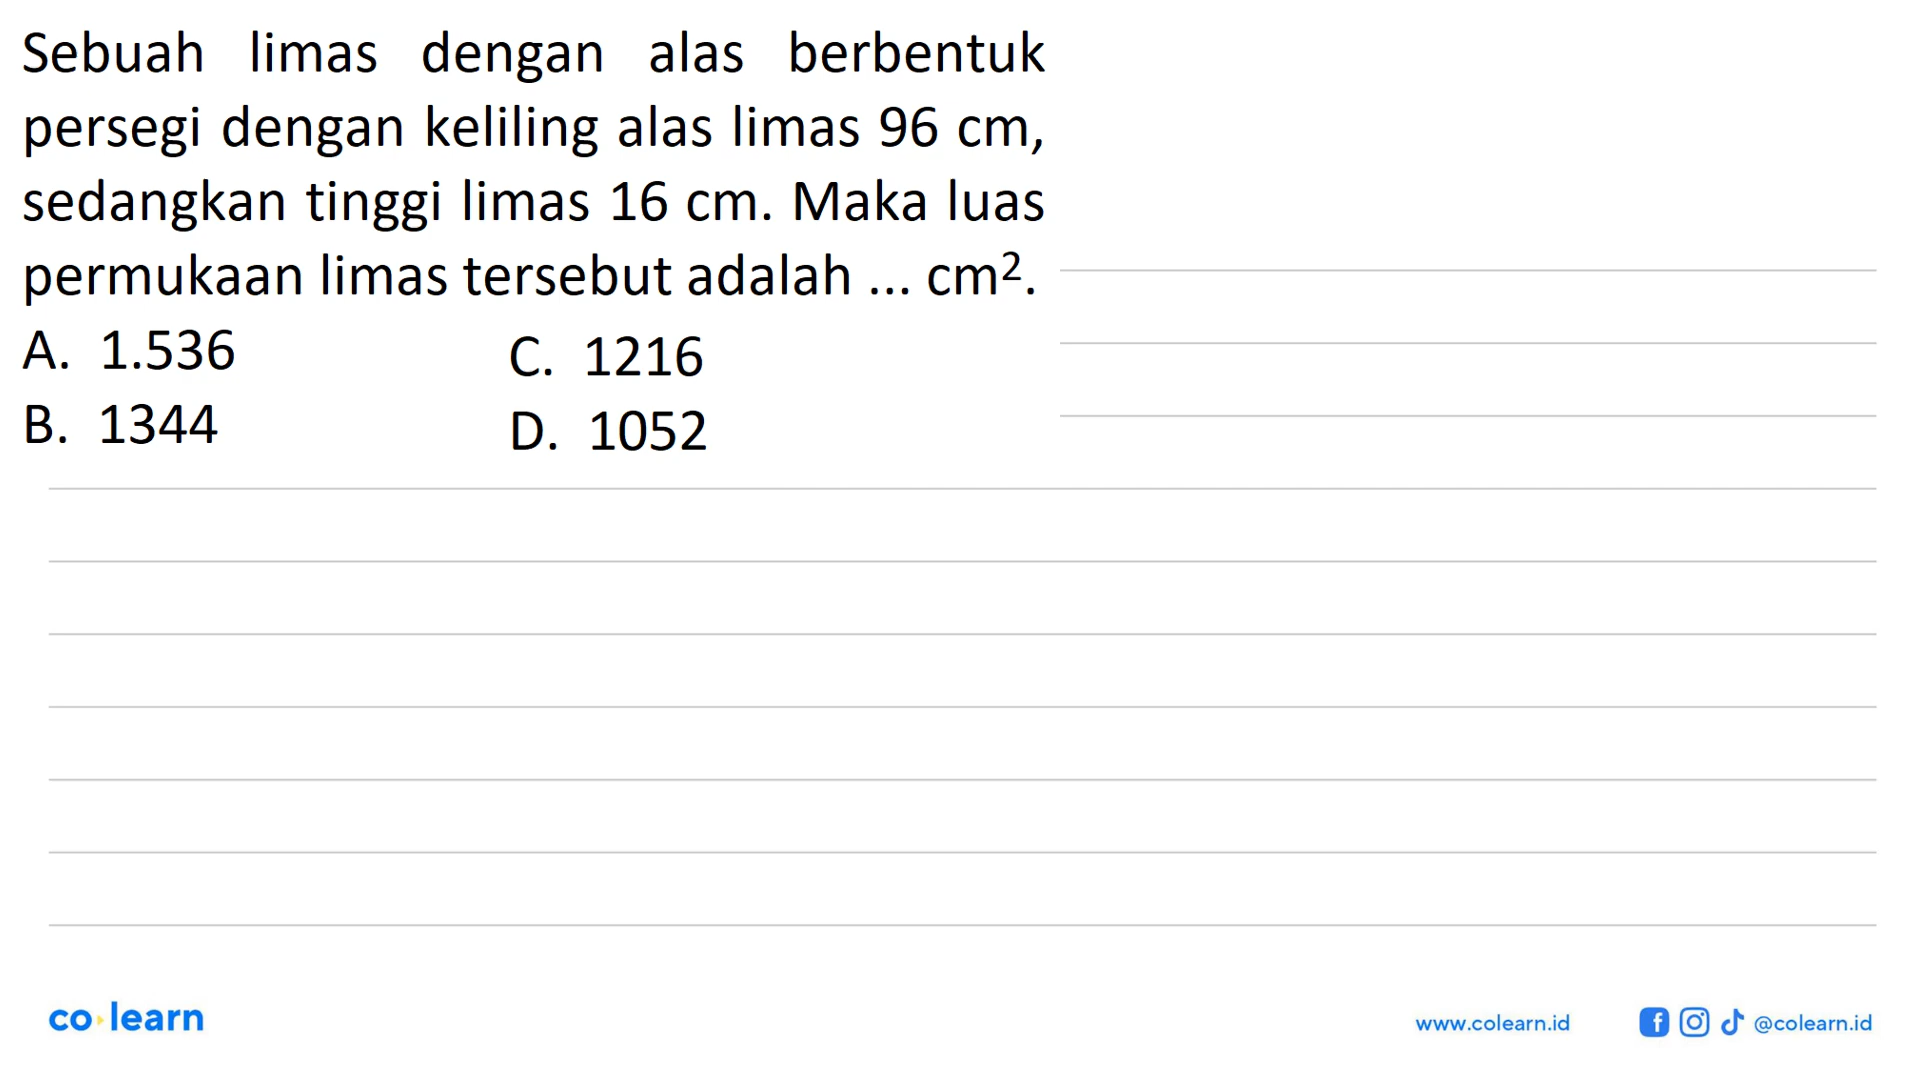 Sebuah limas dengan alas berbentuk
persegi dengan keliling alas limas 96 cm,
sedangkan tinggi limas 16 cm. Maka luas
permukaan limas tersebut adalah ... cm².
A. 1.536 C. 1216
B. 1344 D. 1052
co learn
www.colearn.id @colearn.id